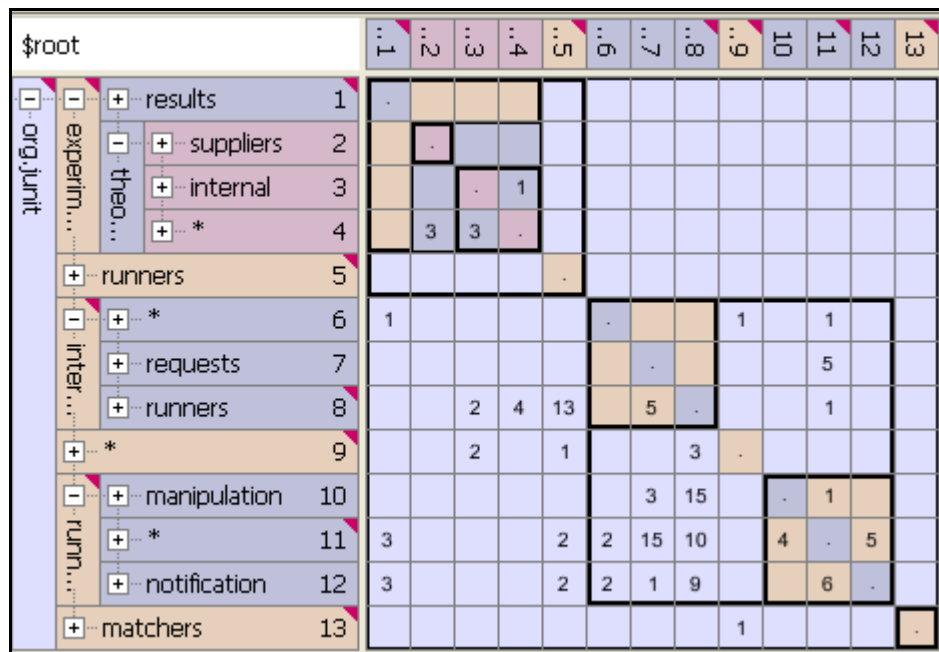 $root ..1 ..2 ..3 ..4 ..5 ..6 ..7 ..8 ..9 10 11 12 13
org.junit
experim...
results 1 .
theo...
suppliers 2 .
internal 3 . 1
* 4 3 3 .
runners 5 .
inter...
* 6 1 . 1 1
requests 7 . 5
runners 8 2 4 13 5 . 1
* 9 2 1 3 .
runn...
manipulation 10 3 15 . 1
* 11 3 2 2 15 10 4 . 5
notification 12 3 2 2 1 9 6 .
matchers 13 1 .